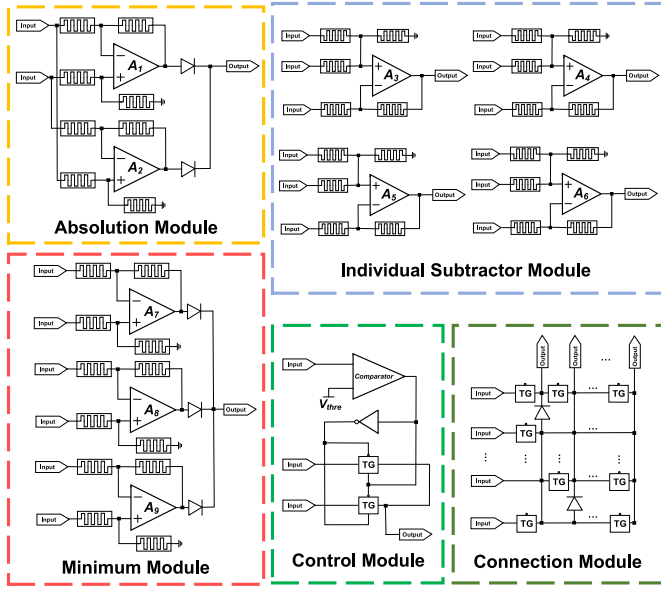 Input
A1
Output
Input
A2
Absolution Module
Input
Input
A3
Output
Input
Input
Input
A4
Output
Input
Input
Input
A5
Output
Input
Input
Input
A6
Output
Input
Individual Subtractor Module
Input
A7
Input
Input
A8
Output
Input
Input
A9
Input
Minimum Module
Input
Comparator
Vthre
Input
TG
Input
TG
Output
Control Module
Output
Output
...
Output
Input
TG
TG
...
TG
Input
TG
...
...
Input
TG
...
TG
Input
TG
...
TG
Connection Module